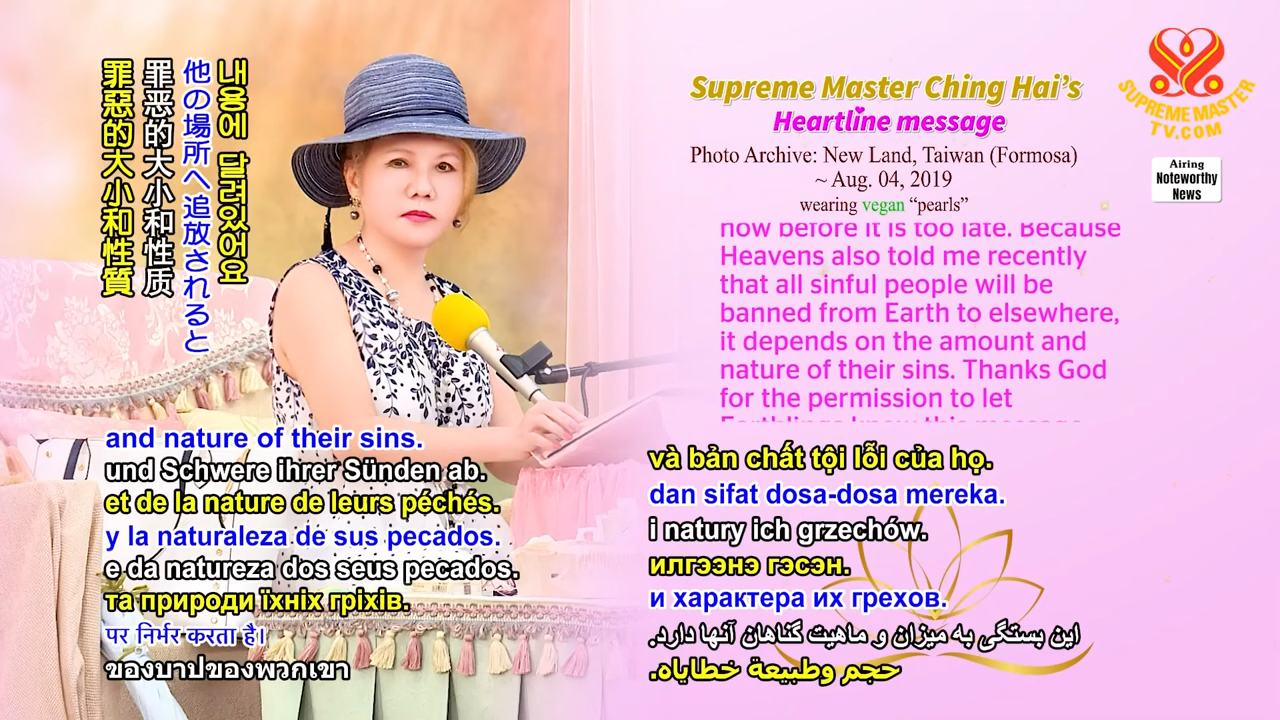 罪惡的大小和性質
罪恶的大小和性质
他の場所へ追放されると
내용에 달려있었어요
Supreme Master Ching Hai's
Heartline message
Photo Archive: New Land, Taiwan (Formosa)
~ Aug. 04, 2019
wearing vegan “pearls”
now before it is too late. Because
Heavens also told me recently
that all sinful people will be
banned from Earth to elsewhere,
it depends on the amount and
nature of their sins. Thanks God
for the permission to let
Earthlings know this message
SUPREME MASTER
TV.COM
Airing
Noteworthy
News
and nature of their sins.
und Schwere ihrer Sünden ab.
et de la nature de leurs péchés.
y la naturaleza de sus pecados.
e da natureza dos seus pecados.
та природи їхніх гріхів.
पर निर्भर करता है।
ของบาปของพวกเขา
và bản chất tội lỗi của họ.
dan sifat dosa-dosa mereka.
i natury ich grzechów.
илгээнэ гэсэн.
и характера их грехов.
این بستگی به میزان و ماهیت گناهان آنها دارد.
حجم وطبيعة خطاياه.